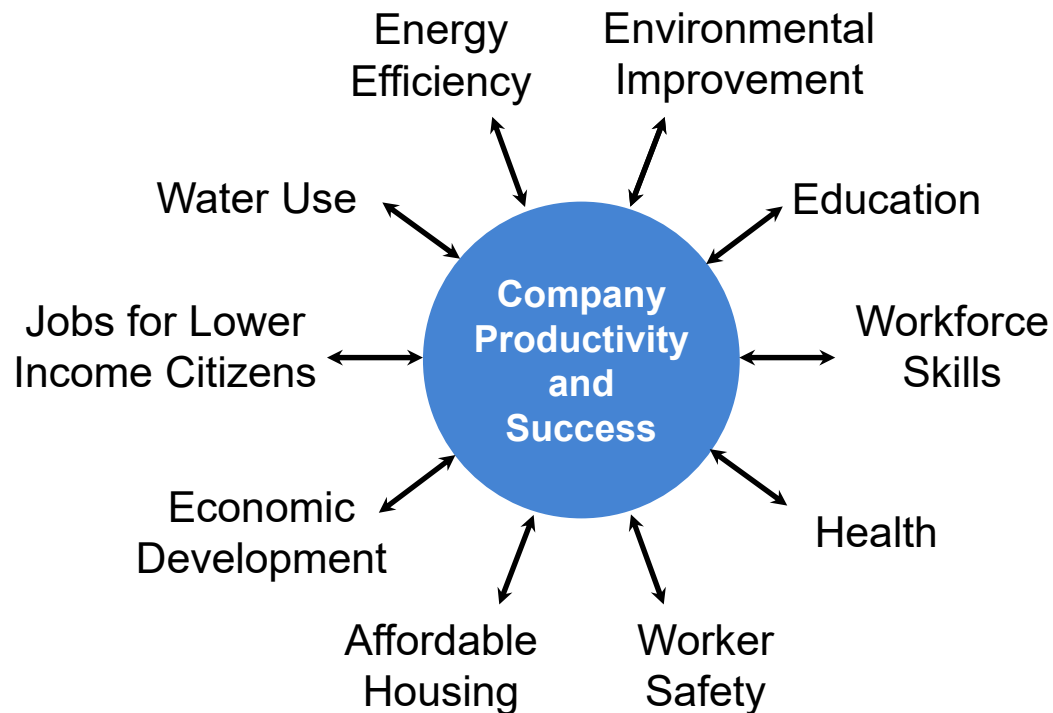 Energy
Efficiency
Environmental
Improvement
Water Use
Education
Jobs for Lower
Income Citizens
Company
Productivity
and
Success
Workforce
Skills
Economic
Development
Health
Affordable
Housing
Worker
Safety